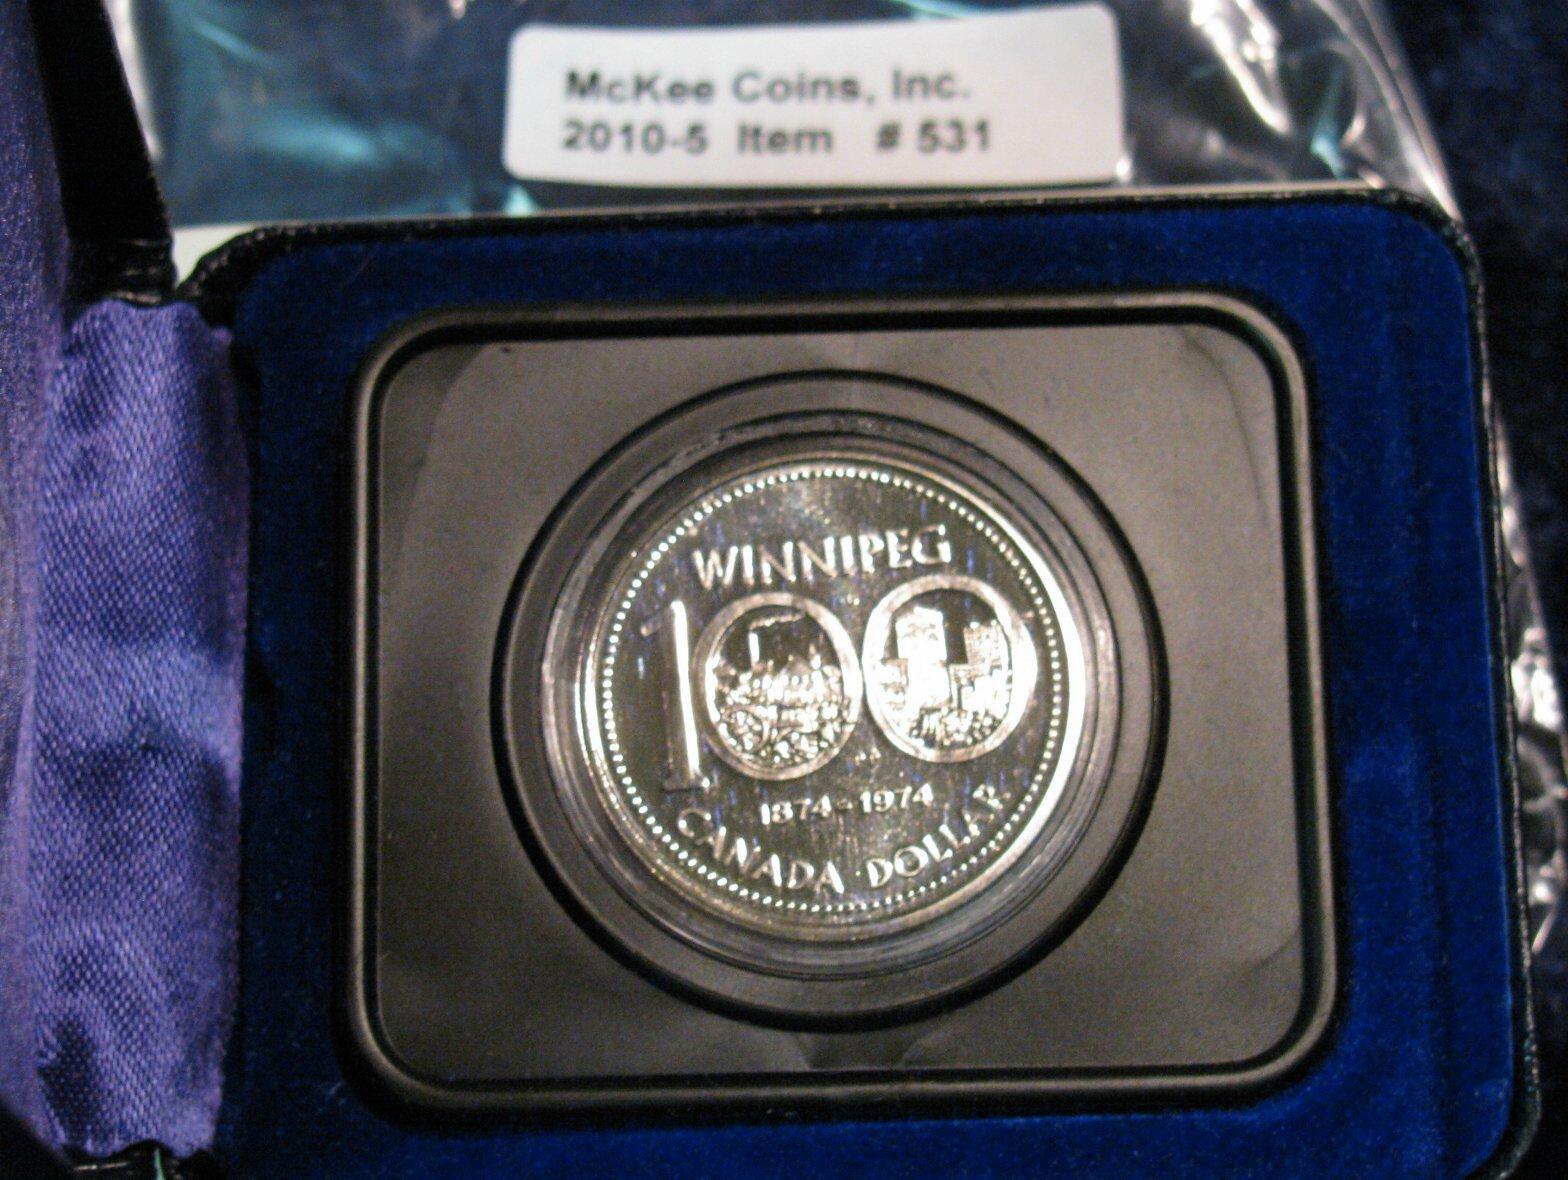 McKee Coins, Inc.
2010-5 Item # 531
WINNIPEG
100
1874-1974
CANADA · DOLLAR